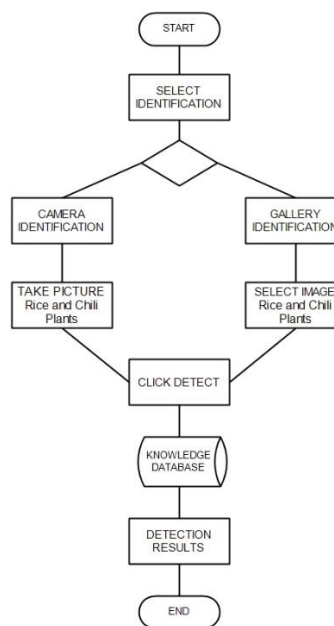 START
SELECT
IDENTIFICATION
CAMERA
IDENTIFICATION
GALLERY
IDENTIFICATION
TAKE PICTURE
Rice and Chili
Plants
SELECT IMAGE
Rice and Chili
Plants
CLICK DETECT
KNOWLEDGE
DATABASE
DETECTION
RESULTS
END